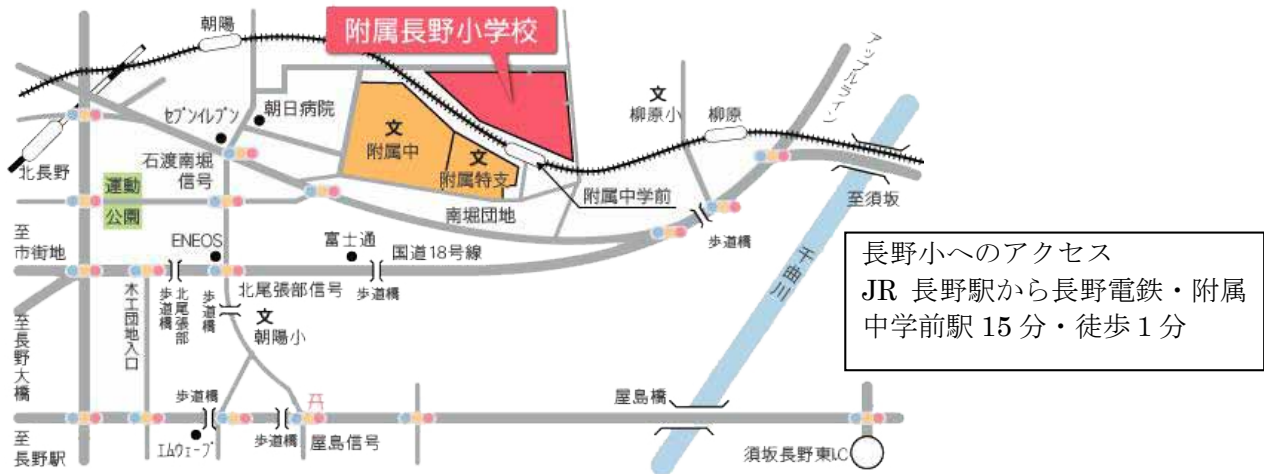 朝陽
附属長野小学校
アップルライン
セブンイレブン
朝日病院
文
柳原小
柳原
文
附属中
石渡南堀
信号
文
附属特支
北長野
運動
公園
附属中学前
南堀団地
至須坂
至
市街地
ENEOS
富士通
国道18号線
歩道橋
千曲川
北尾張部信号
歩道橋
木工団地入口
歩道橋
北尾張部
歩道橋
文
朝陽小
至長野大橋
歩道橋
屋島橋
至
長野駅
エムウェーブ
歩道橋
屋島信号
須坂長野東I.C
長野小へのアクセス
JR 長野駅から長野電鉄・附属
中学前駅 15 分・徒歩 1 分